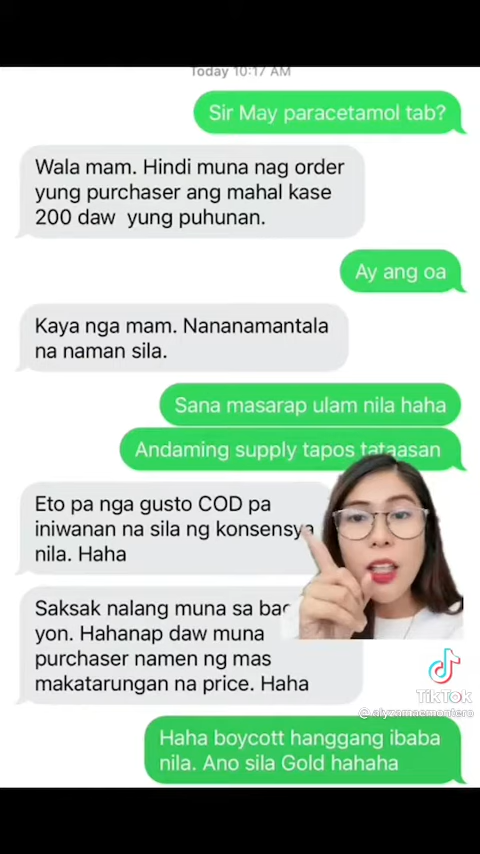 Today 10:17 AM
Sir May paracetamol tab?
Wala mam. Hindi muna nag order
yung purchaser ang mahal kase
200 daw yung puhunan.
Ay ang oa
Kaya nga mam. Nananamantala
na naman sila.
Sana masarap ulam nila haha
Andaming supply tapos tataasan
Eto pa nga gusto COD pa
iniwanan na sila ng konsensya
nila. Haha
Saksak nalang muna sa
yon. Hahanap daw muna
purchaser namen ng mas
makatarungan na price. Haha
TikTok
@alyzamaemontero
Haha boycott hanggang ibaba
nila. Ano sila Gold hahaha